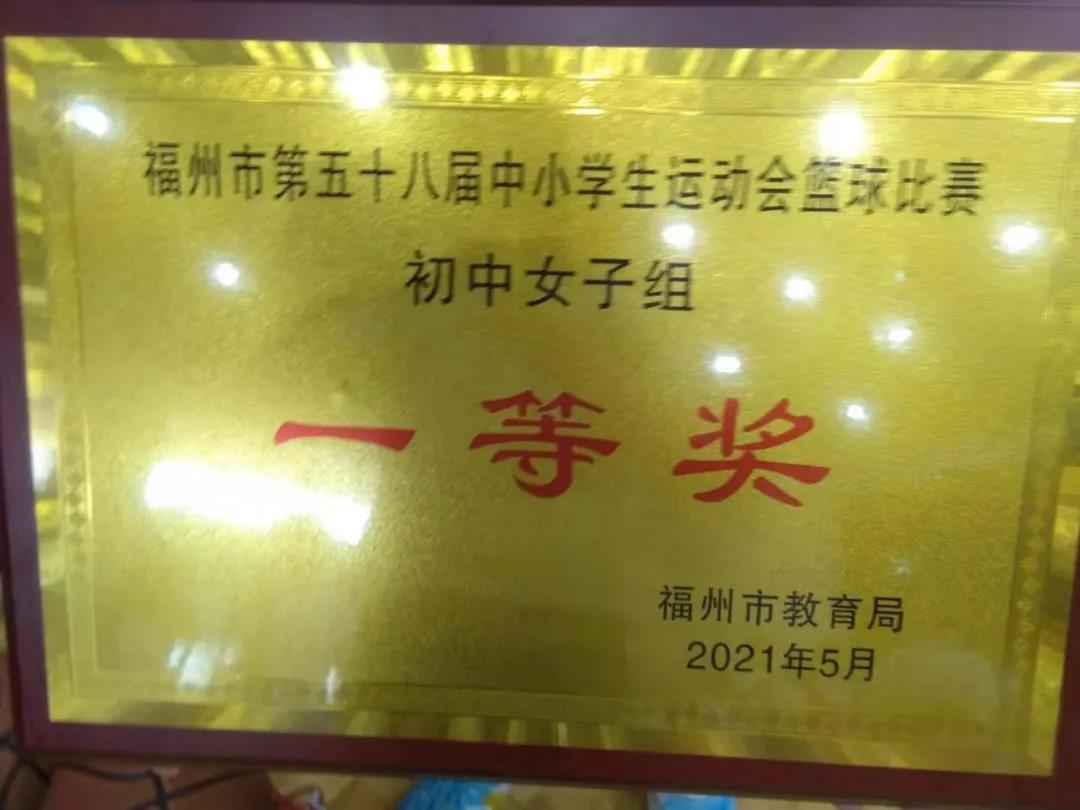 福州市第五十八届中小学生运动会篮球比赛
初中女子组
一等奖
福州市教育局
2021年5月